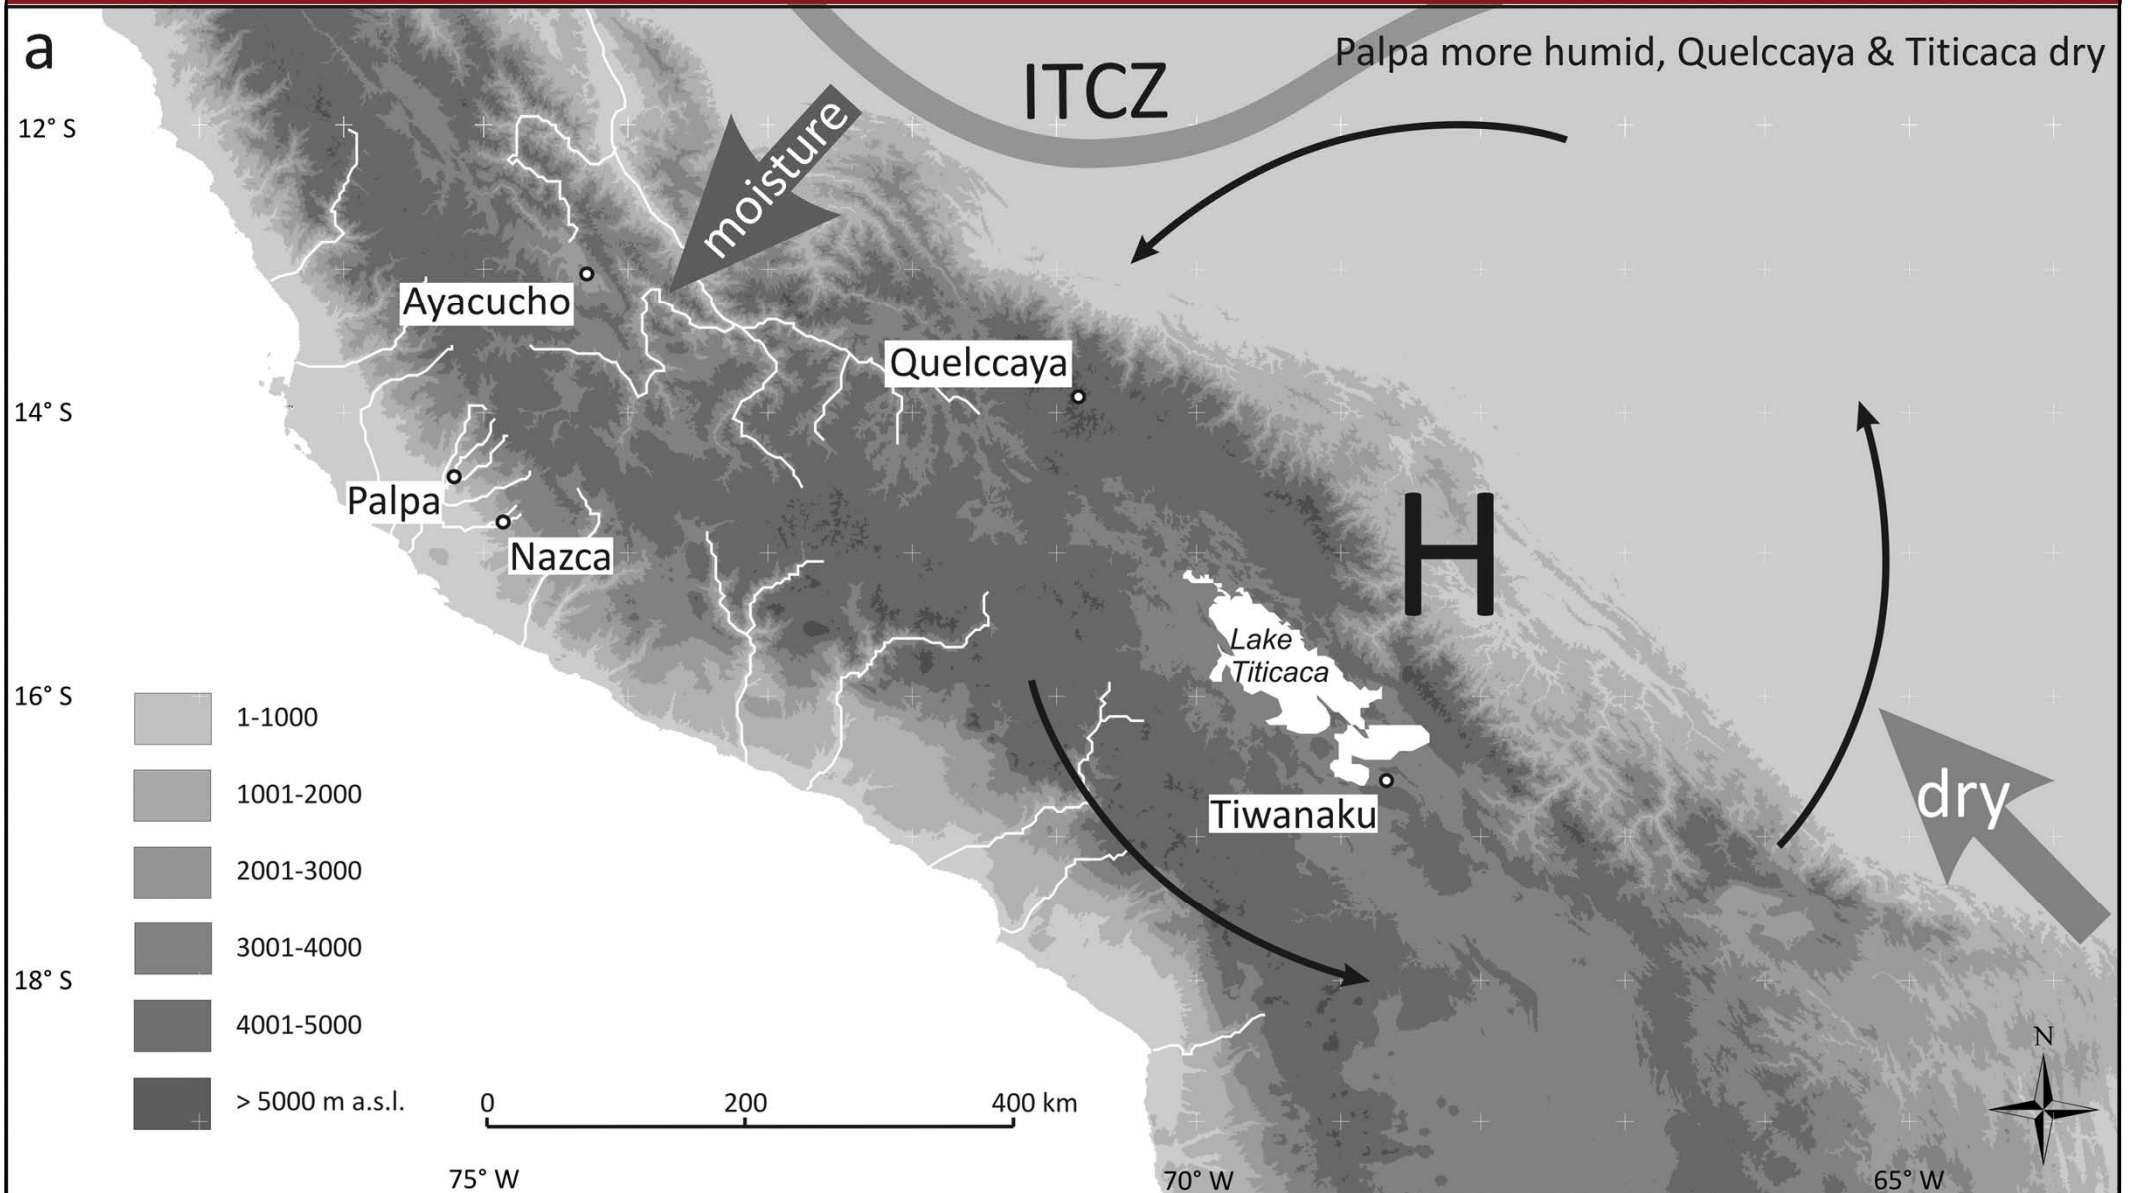 a
Palpa more humid, Quelccaya & Titicaca dry
ITCZ
moisture
12° S
Ayacucho
Quelccaya
14° S
Palpa
Nazca
H
Lake
Titicaca
16° S
1-1000
1001-2000
2001-3000
3001-4000
4001-5000
> 5000 m a.s.l.
dry
Tiwanaku
18° S
N
0 200 400 km
75° W 70° W 65° W